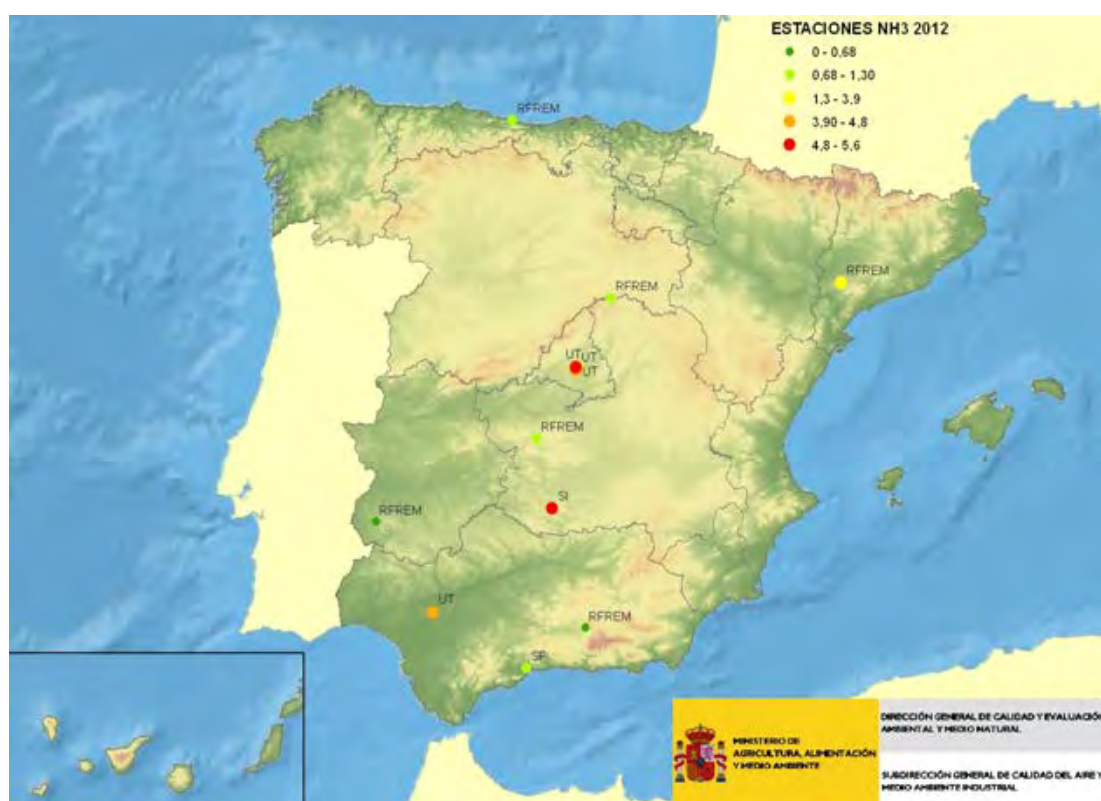 ESTACIONES NH3 2012
0 - 0,68
0,68 - 1,30
1,3 - 3,9
3,90 - 4,8
4,8 - 5,6
RFREM
RFREM
RFREM
UT UT
UT
RFREM
SI
RFREM
UT
RFREM
SF
MINISTERIO DE
AGRICULTURA, ALIMENTACIÓN
Y MEDIO AMBIENTE
DIRECCIÓN GENERAL DE CALIDAD Y EVALUACIÓN
AMBIENTAL Y MEDIO NATURAL
SUBDIRECCIÓN GENERAL DE CALIDAD DEL AIRE Y
MEDIO AMBIENTE INDUSTRIAL